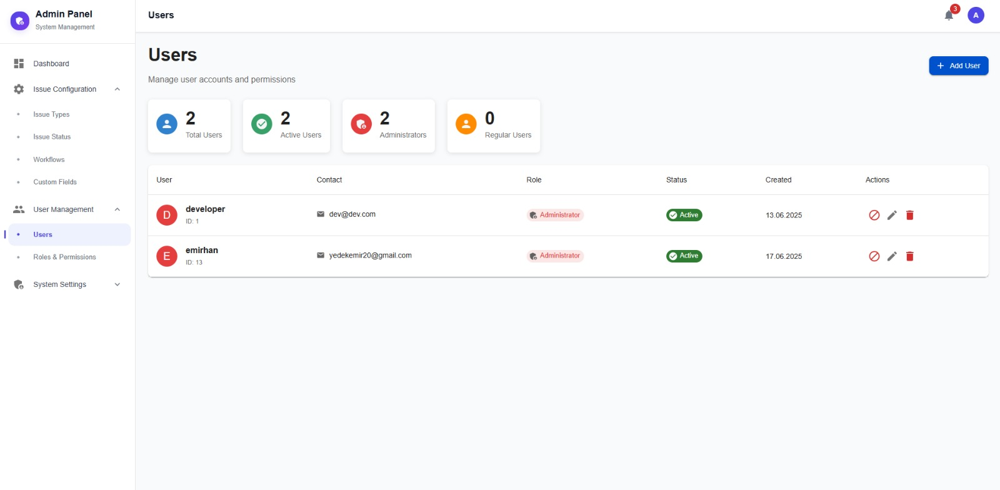 Admin Panel
System Management
Dashboard
Issue Configuration
Issue Types
Issue Status
Workflows
Custom Fields
User Management
Users
Roles & Permissions
System Settings
Users
3
A
Users
Manage user accounts and permissions
Add User
2
Total Users
2
Active Users
2
Administrators
0
Regular Users
User Contact Role Status Created Actions
D developer dev@dev.com Administrator Active 13.06.2025
ID: 1
E emirhan yedekemir20@gmail.com Administrator Active 17.06.2025
ID: 13